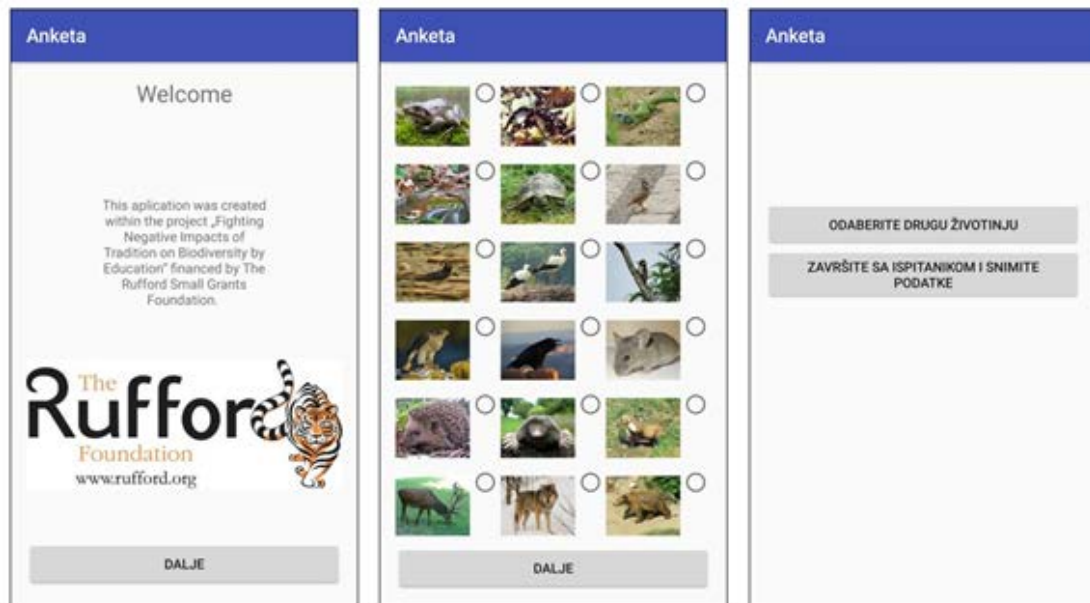 Anketa
Welcome
This aplication was created
within the project „Fighting
Negative Impacts of
Tradition on Biodiversity by
Education" financed by The
Rufford Small Grants
Foundation.
The
Rufford
Foundation
www.rufford.org
DALJE
Anketa
DALJE
Anketa
ODABERITE DRUGU ŽIVOTINJU
ZAVRŠITE SA ISPITANIKOM I SNIMITE
PODATKE